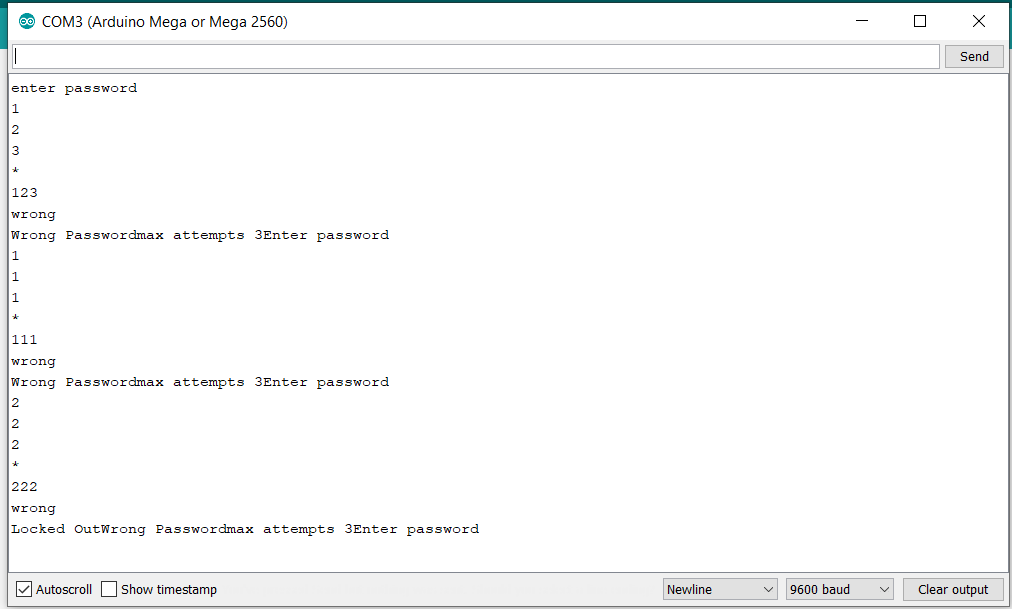 COM3 (Arduino Mega or Mega 2560)
Send
enter password
1
2
3
*
123
wrong
Wrong Passwordmax attempts 3Enter password
1
1
1
*
111
wrong
Wrong Passwordmax attempts 3Enter password
2
2
2
*
222
wrong
Locked OutWrong Passwordmax attempts 3Enter password
Autoscroll Show timestamp Newline 9600 baud Clear output